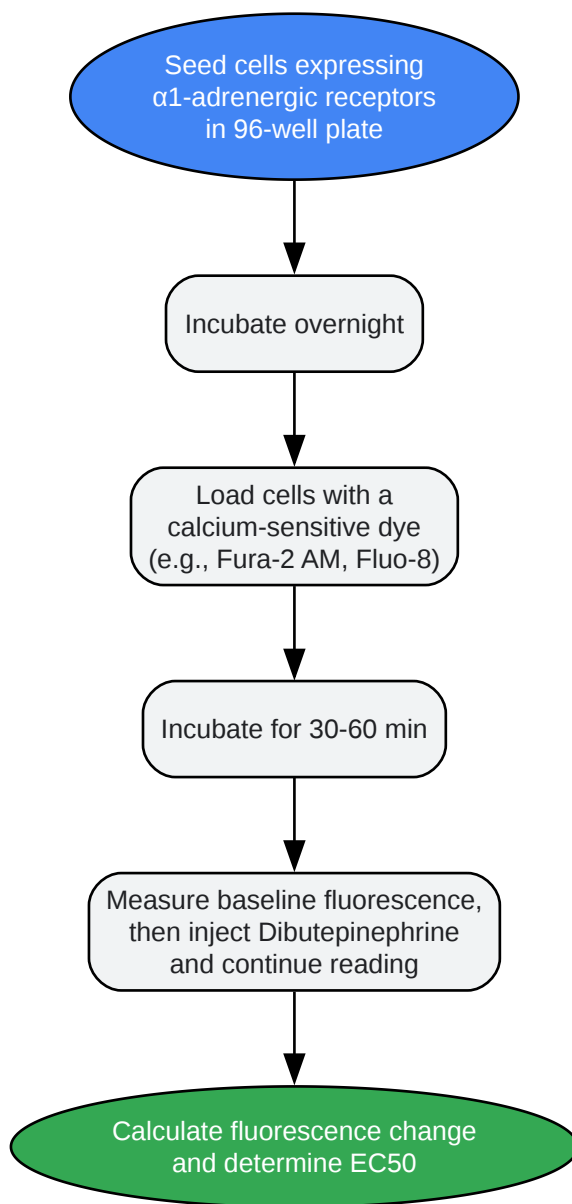 Seed cells expressing
α1-adrenergic receptors
in 96-well plate
Incubate overnight
Load cells with a
calcium-sensitive dye
(e.g., Fura-2 AM, Fluo-8)
Incubate for 30-60 min
Measure baseline fluorescence,
then inject Dibutepinephrine
and continue reading
Calculate fluorescence change
and determine EC50